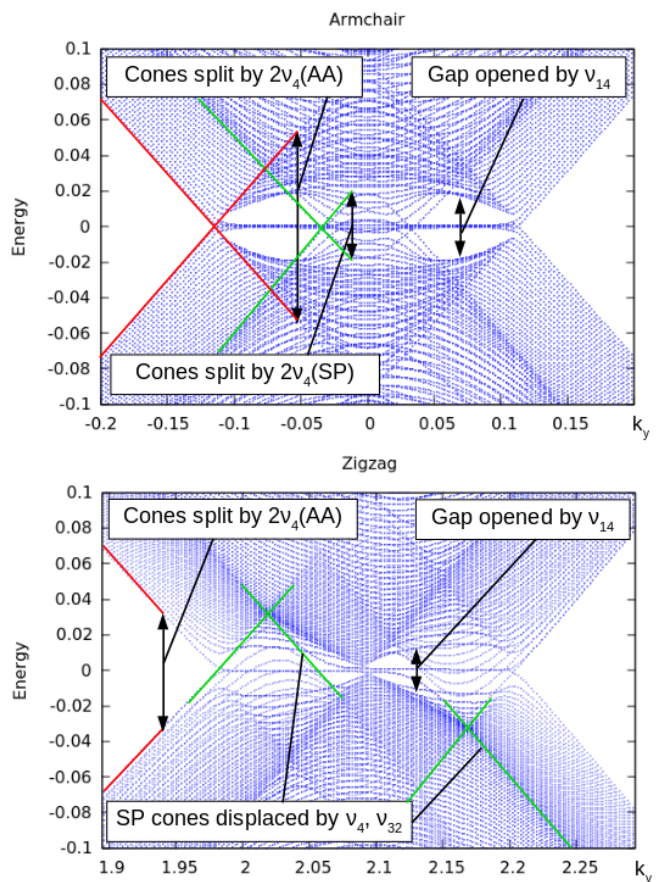 Armchair
0.1
Cones split by 2ν₄(AA)
Gap opened by ν₁₄
0.08
0.06
0.04
0.02
Energy
0
-0.02
-0.04
-0.06
-0.08
Cones split by 2ν₄(SP)
-0.1
-0.2 -0.15 -0.1 -0.05 0 0.05 0.1 0.15 k_y
Zigzag
0.1
Cones split by 2ν₄(AA)
Gap opened by ν₁₄
0.08
0.06
0.04
0.02
Energy
0
-0.02
-0.04
-0.06
-0.08
SP cones displaced by ν₄, ν₃₂
-0.1
1.9 1.95 2 2.05 2.1 2.15 2.2 2.25 k_y